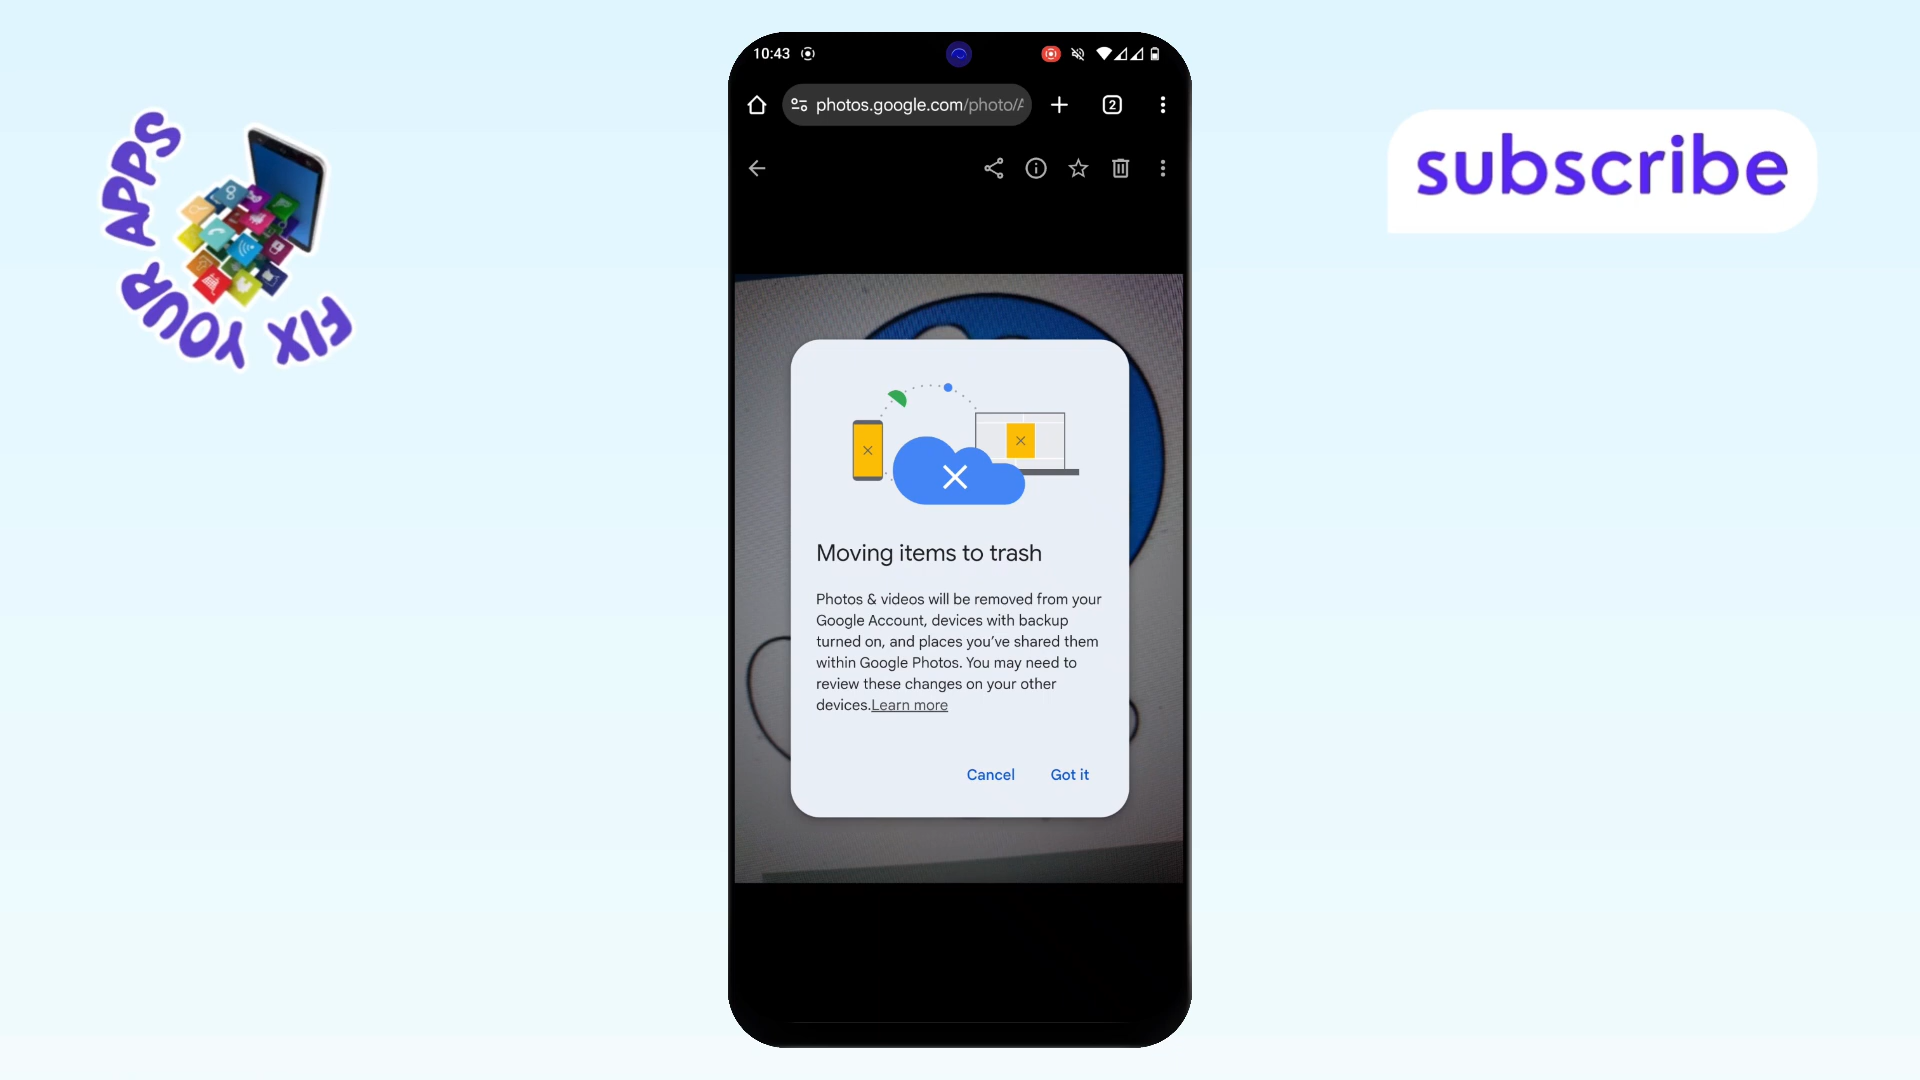 FIX YOUR APPS
subscribe
10:43
photos.google.com/photo/A
2
Moving items to trash
Photos & videos will be removed from your
Google Account, devices with backup
turned on, and places you’ve shared them
within Google Photos. You may need to
review these changes on your other
devices.Learn more
Cancel
Got it